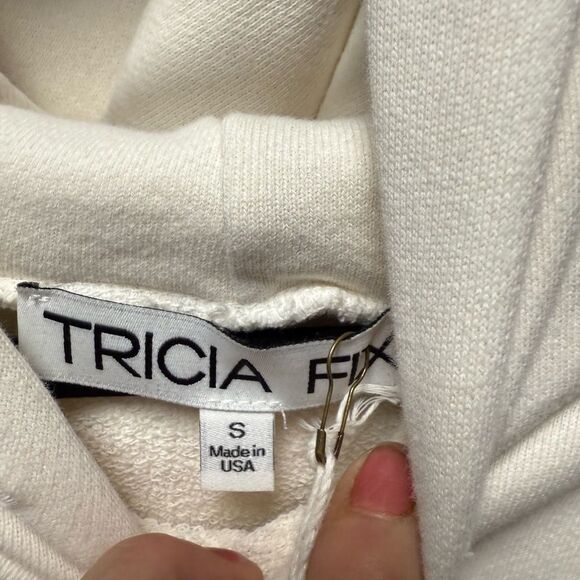 TRICIA FIX
S
Made in
USA